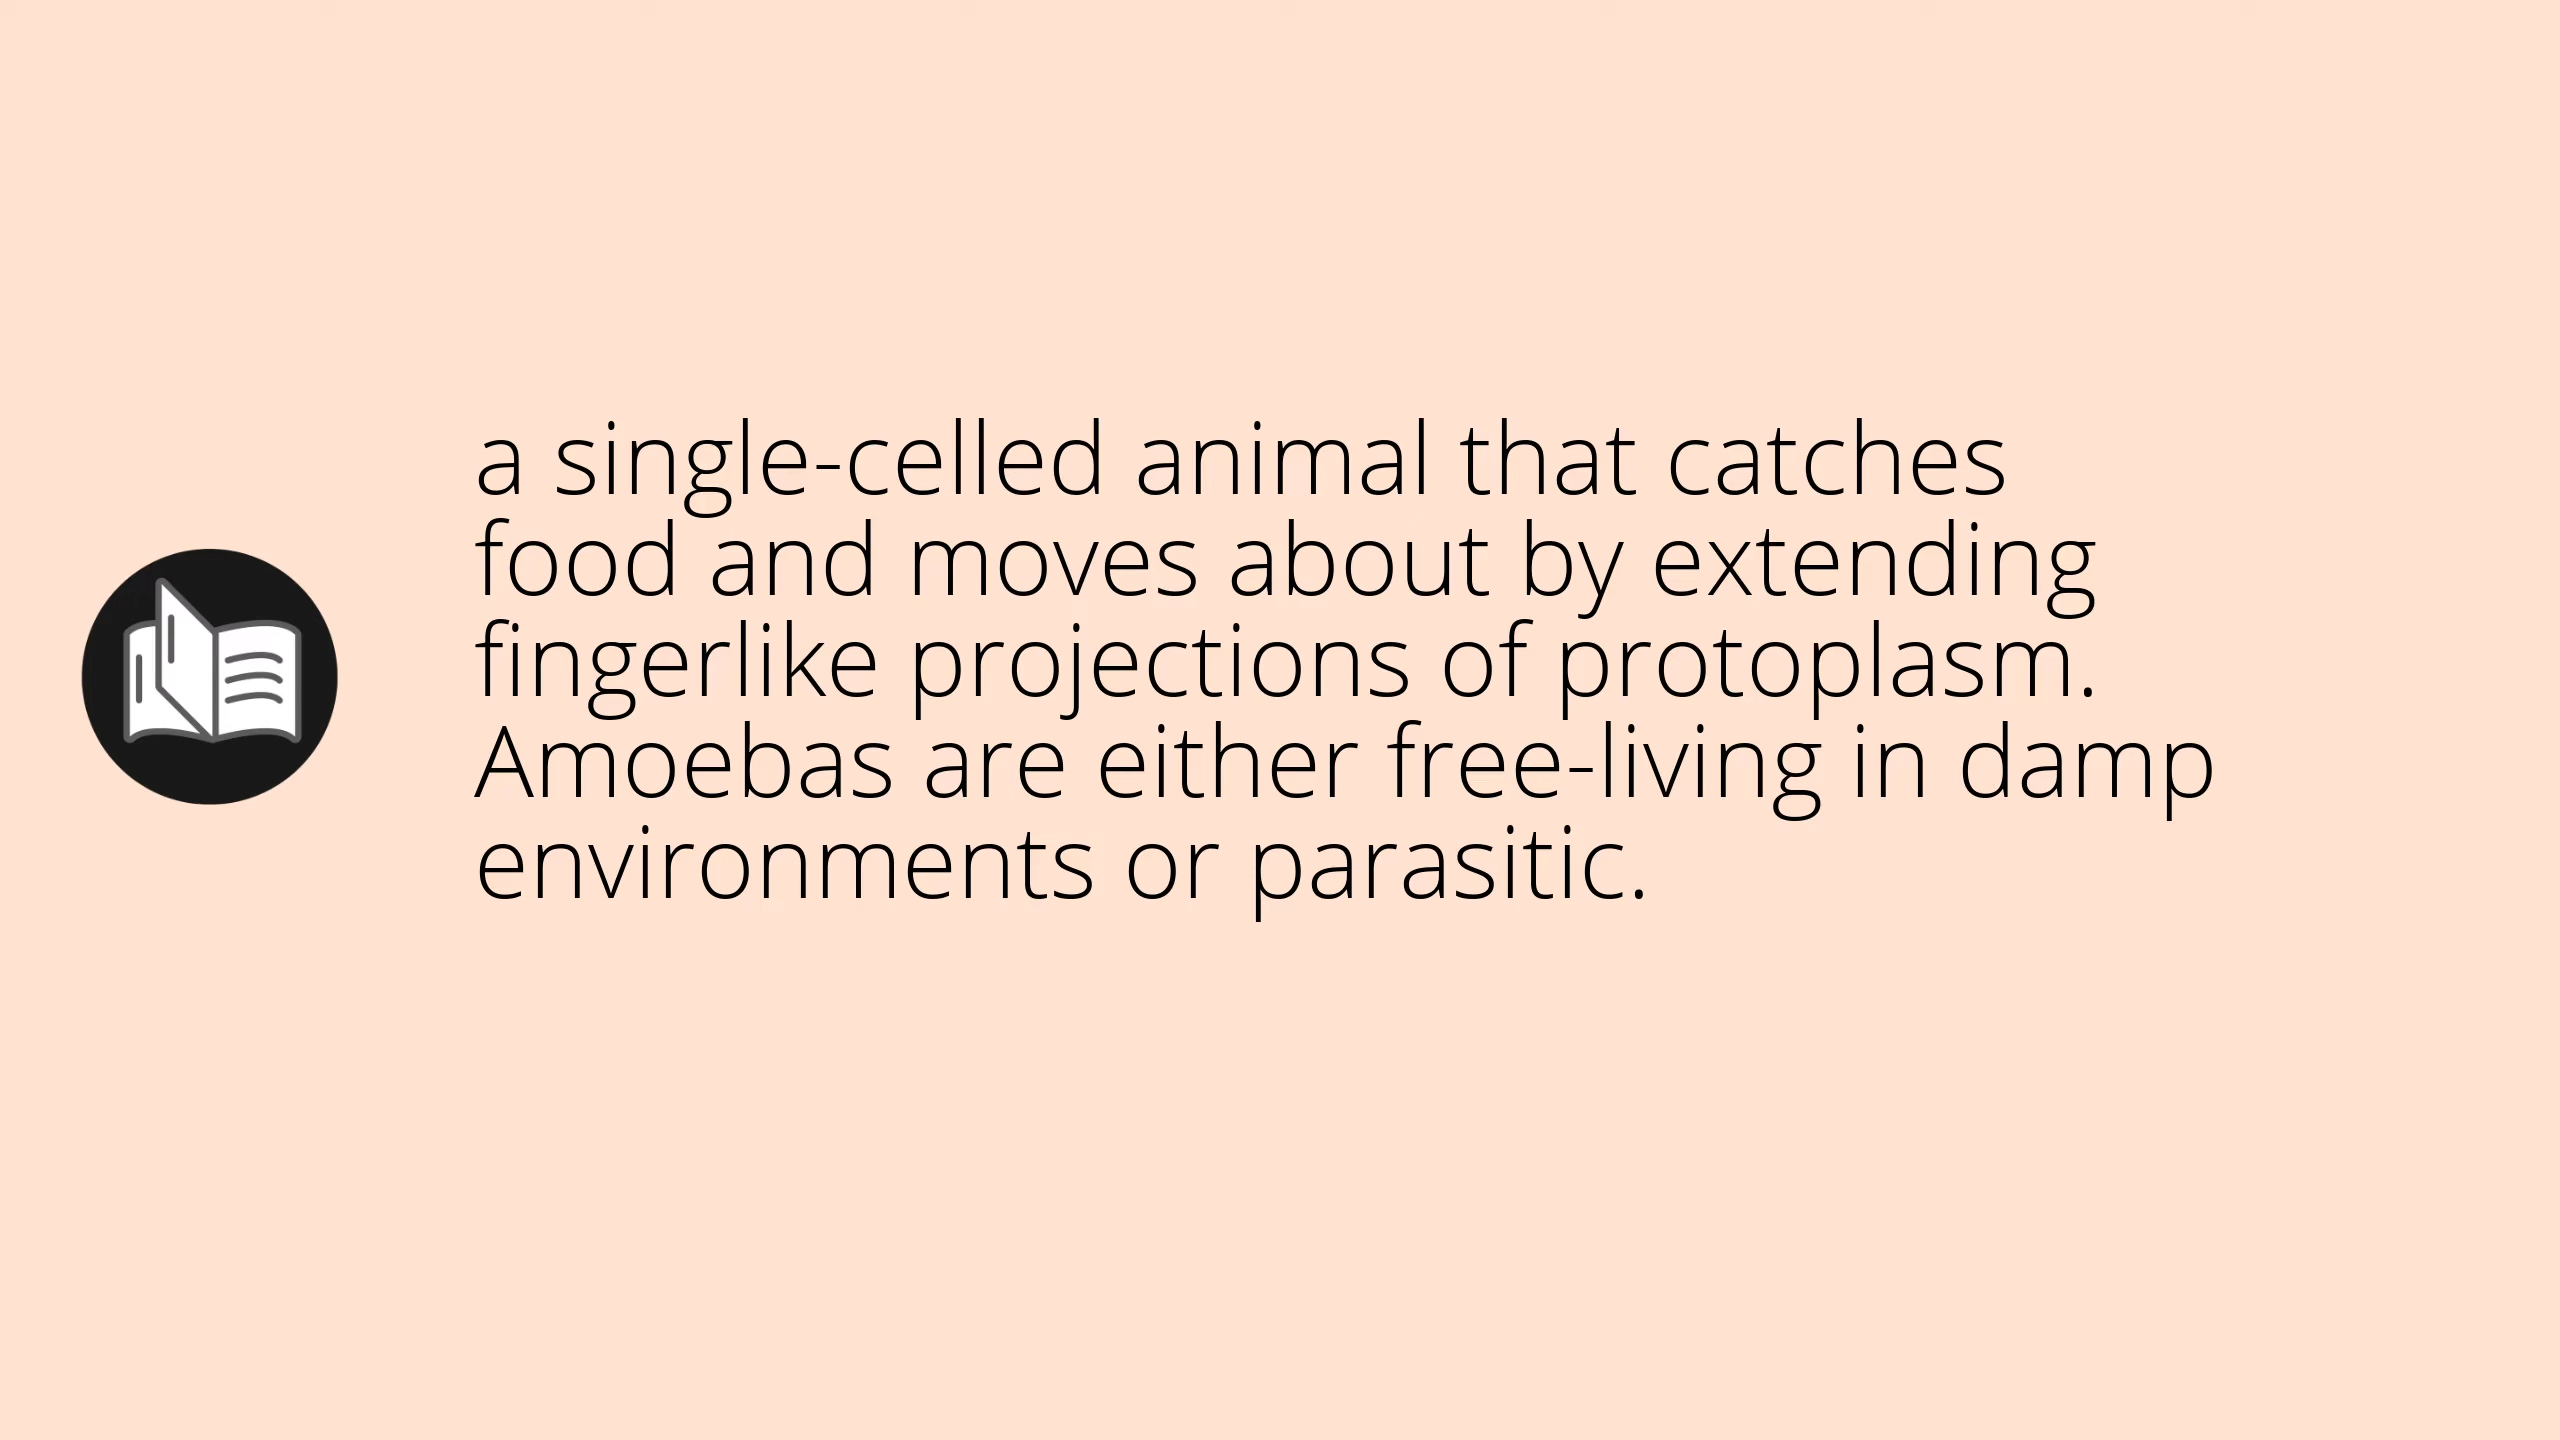 a single-celled animal that catches
food and moves about by extending
fingerlike projections of protoplasm.
Amoebas are either free-living in damp
environments or parasitic.